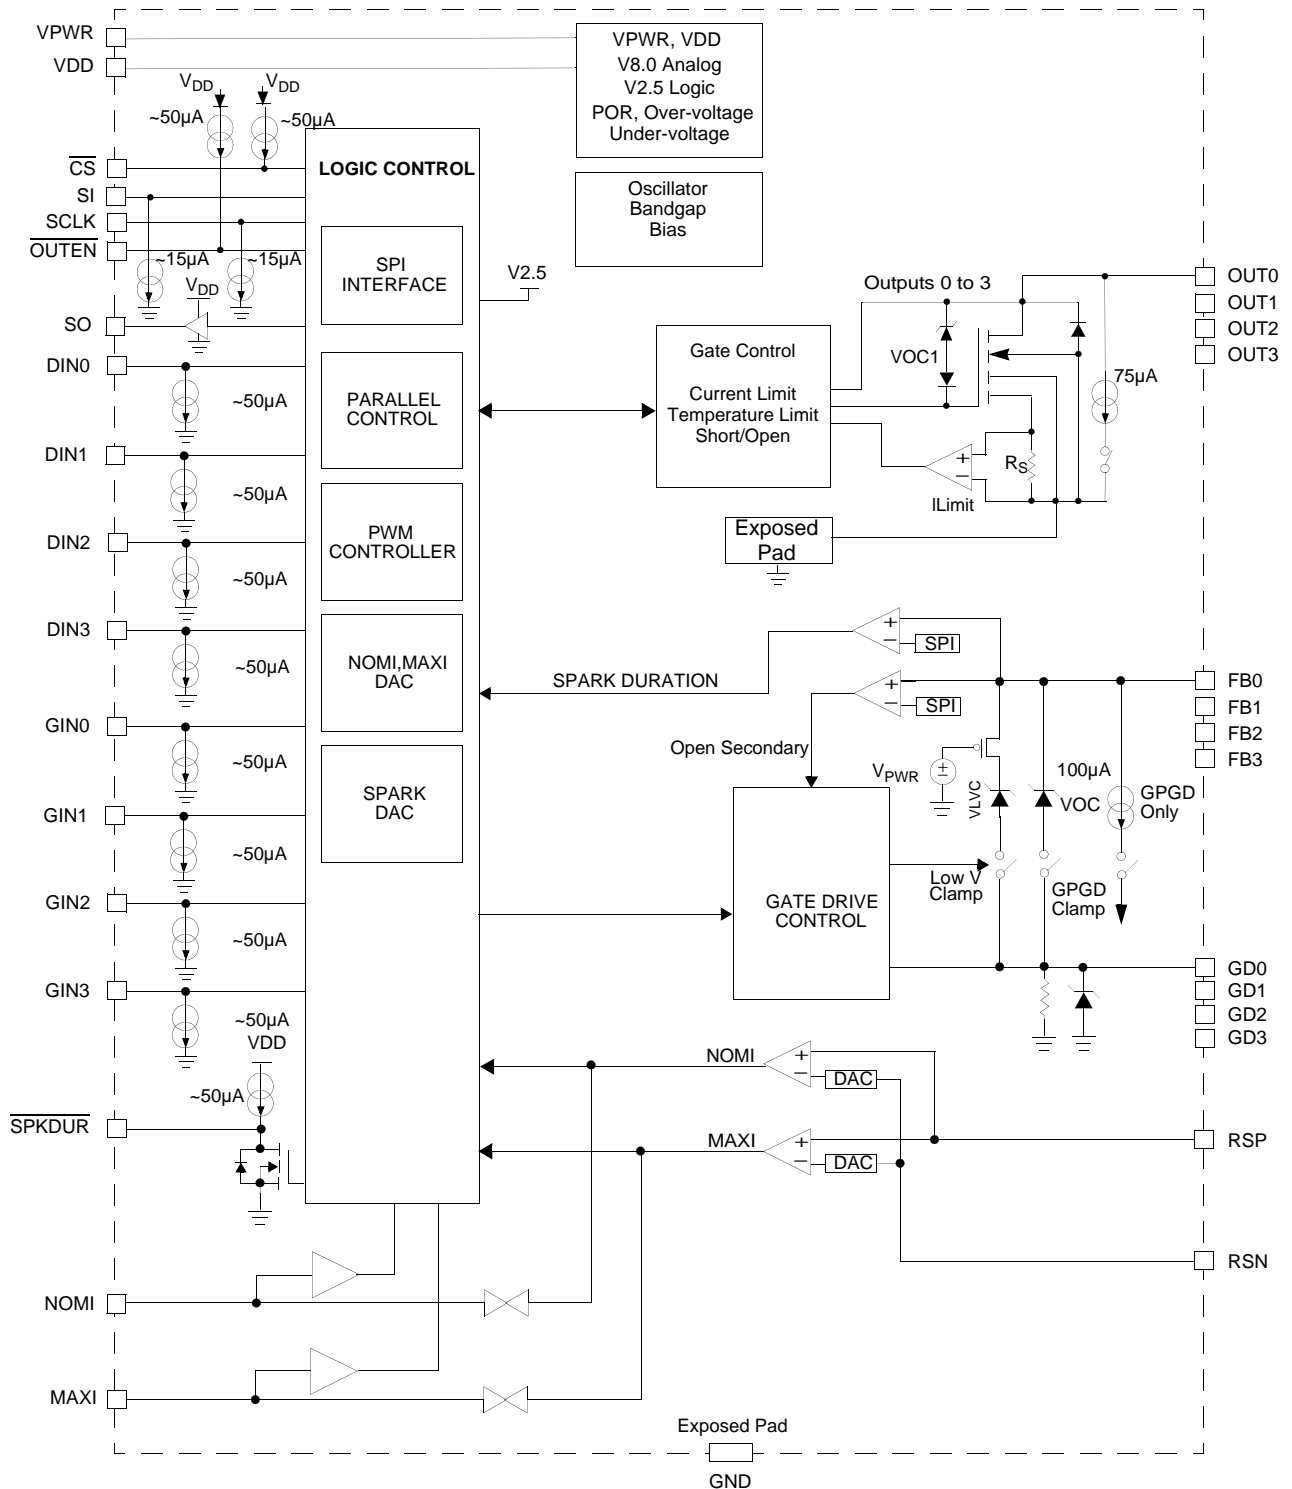 VPWR
VDD
VPWR, VDD
V8.0 Analog
V2.5 Logic
POR, Over-voltage
Under-voltage
VDD
VDD
~50µA
~50µA
CS
SI
SCLK
OUTEN
LOGIC CONTROL
Oscillator
Bandgap
Bias
~15µA
~15µA
VDD
SO
SPI
INTERFACE
V2.5
Outputs 0 to 3
OUT0
OUT1
OUT2
OUT3
DIN0
~50µA
PARALLEL
CONTROL
Gate Control
Current Limit
Temperature Limit
Short/Open
VOC1
75µA
+
−
RS
ILimit
DIN1
~50µA
PWM
CONTROLLER
Exposed
Pad
DIN2
~50µA
DIN3
~50µA
NOMI,MAXI
DAC
SPARK DURATION
+
−
SPI
+
−
SPI
FB0
FB1
FB2
FB3
GIN0
~50µA
SPARK
DAC
Open Secondary
VPWR
±
VLVC
100µA
VOC
GPGD
Only
GIN1
~50µA
GATE DRIVE
CONTROL
Low V
Clamp
GPGD
Clamp
GIN2
~50µA
GIN3
~50µA
GD0
GD1
GD2
GD3
VDD
~50µA
SPKDUR
NOMI
+
−
DAC
MAXI
+
−
DAC
RSP
RSN
NOMI
MAXI
Exposed Pad
GND